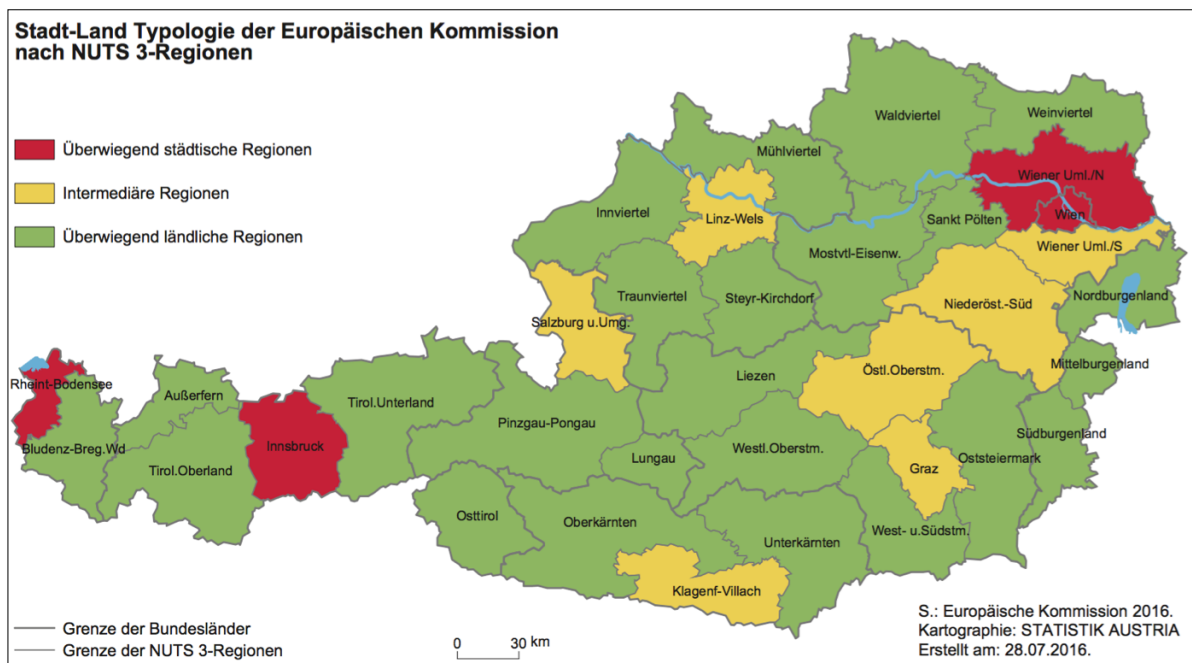 Stadt-Land Typologie der Europäischen Kommission
nach NUTS 3-Regionen
Überwiegend städtische Regionen
Intermediäre Regionen
Überwiegend ländliche Regionen
Waldviertel
Weinviertel
Mühlviertel
Wiener Uml./N
Innviertel
Linz-Wels
Sankt Pölten
Wien
Wiener Uml./S
Mostvtl-Eisenw.
Nordburgenland
Traunviertel
Steyr-Kirchdorf
Niederöst.-Süd
Salzburg u.Umg.
Mittelburgenland
Östl.Oberstm.
Liezen
Rheint-Bodensee
Außerfern
Tirol.Unterland
Pinzgau-Pongau
Südburgenland
Bludenz-Breg.Wd
Innsbruck
Westl.Oberstm.
Tirol.Oberland
Lungau
Graz
Oststeiermark
Osttirol
Oberkärnten
Unterkärnten
West- u.Südstm.
Klagenf-Villach
Grenze der Bundesländer
Grenze der NUTS 3-Regionen
0 30 km
S.: Europäische Kommission 2016.
Kartographie: STATISTIK AUSTRIA
Erstellt am: 28.07.2016.